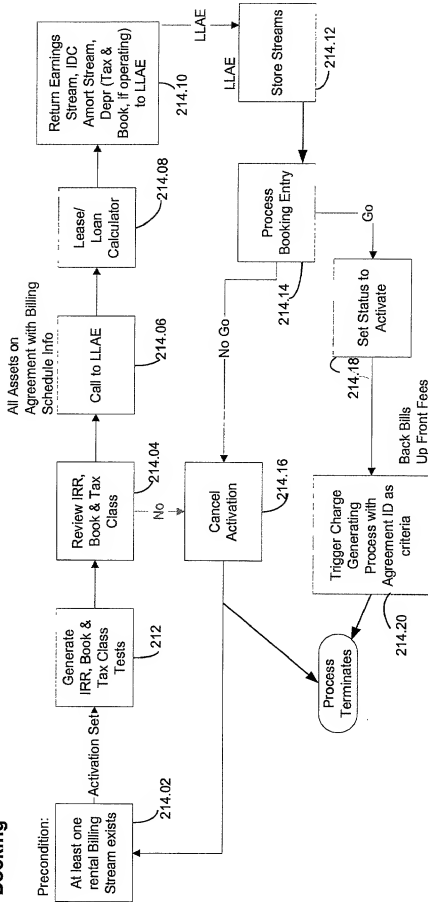 Booking
Precondition:
At least one
rental Billing
Stream exists
214.02
Activation Set
Generate
IRR, Book &
Tax Class
Tests
212
Review IRR,
Book & Tax
Class
214.04
No
All Assets on
Agreement with Billing
Schedule Info
Call to LLAE
214.06
Lease/
Loan
Calculator
214.08
Return Earnings
Stream, IDC
Amort Stream,
Depr (Tax &
Book, if operating)
to LLAE
214.10
LLAE
LLAE
Store Streams
214.12
Process
Booking Entry
214.14
No Go
Go
Cancel
Activation
214.16
Set Status to
Activate
214.18
Back Bills
Up Front Fees
Trigger Charge
Generating
Process with
Agreement ID as
criteria
214.20
Process
Terminates